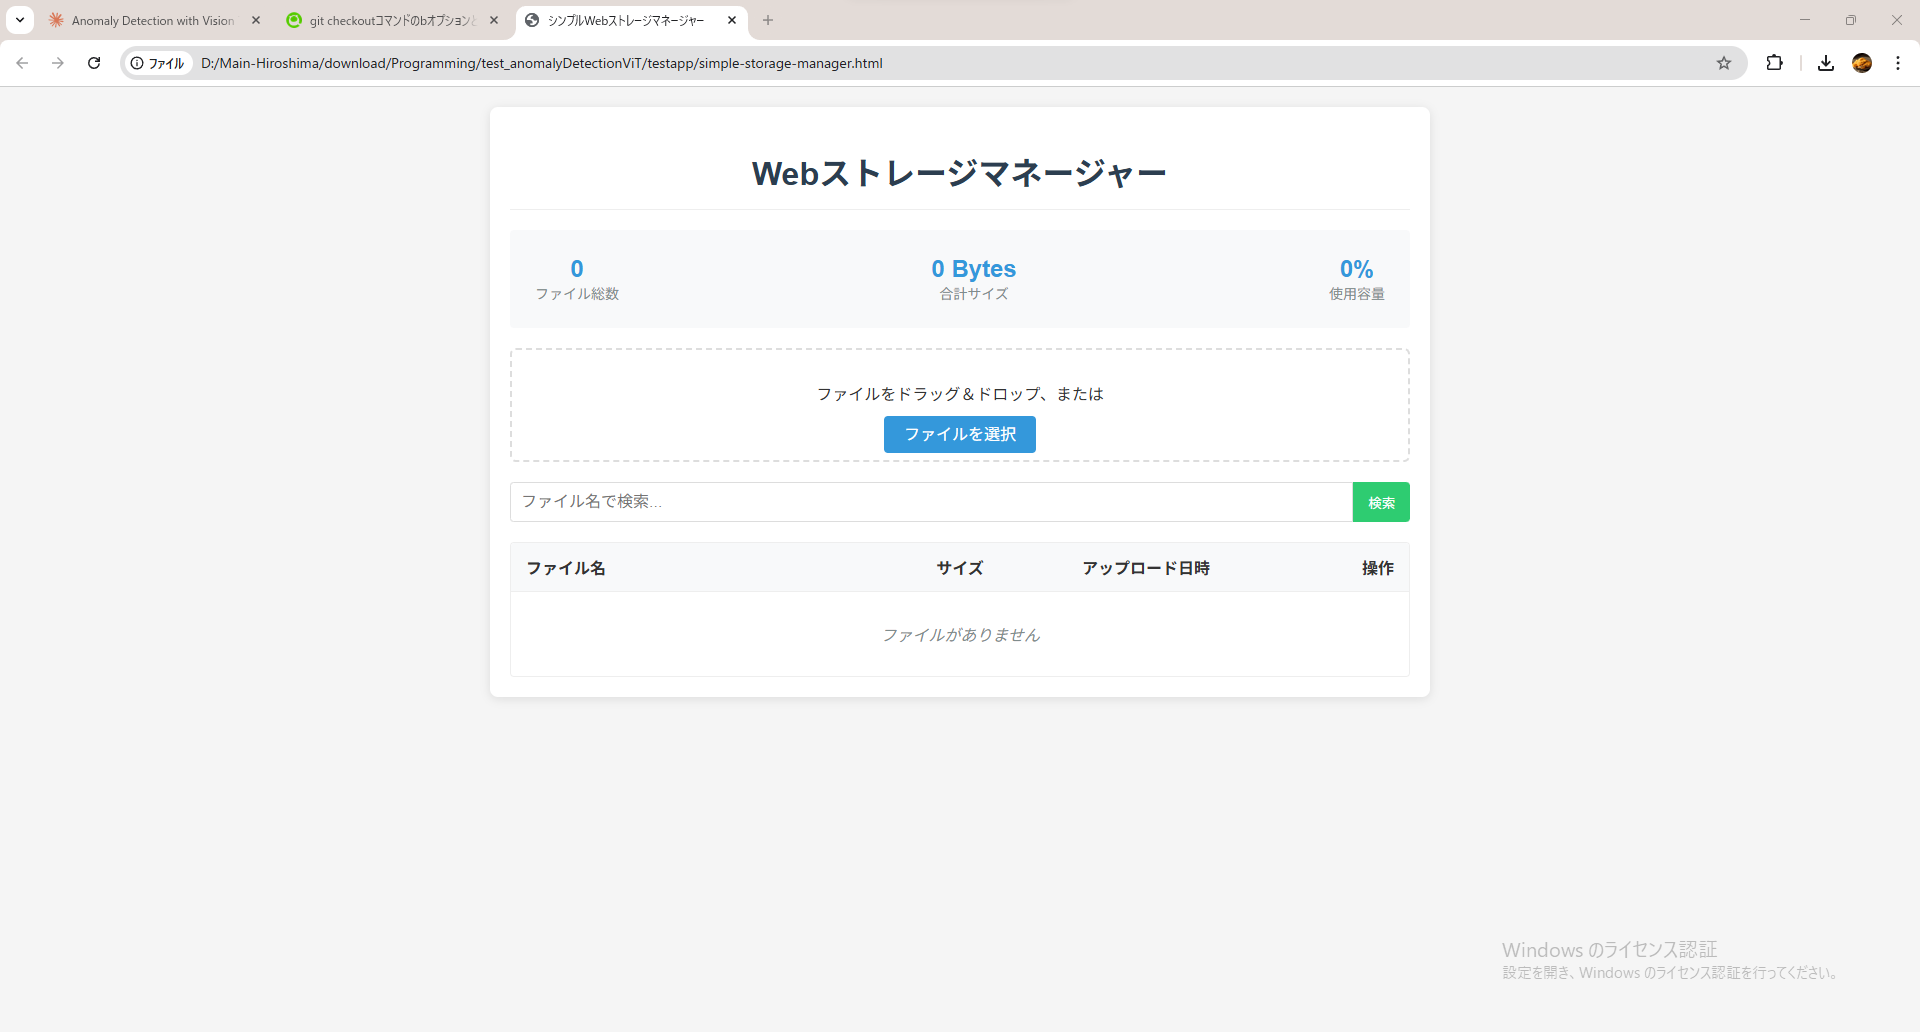 Anomaly Detection with Vision
git checkoutコマンドのbオプションと
シンプルWebストレージマネージャー
ファイル
D:/Main-Hiroshima/download/Programming/test_anomalyDetectionViT/testapp/simple-storage-manager.html
Webストレージマネージャー
0
ファイル総数
0 Bytes
合計サイズ
0%
使用容量
ファイルをドラッグ＆ドロップ、または
ファイルを選択
ファイル名で検索...
検索
ファイル名 サイズ アップロード日時 操作
ファイルがありません
Windows のライセンス認証
設定を開き、Windows のライセンス認証を行ってください。